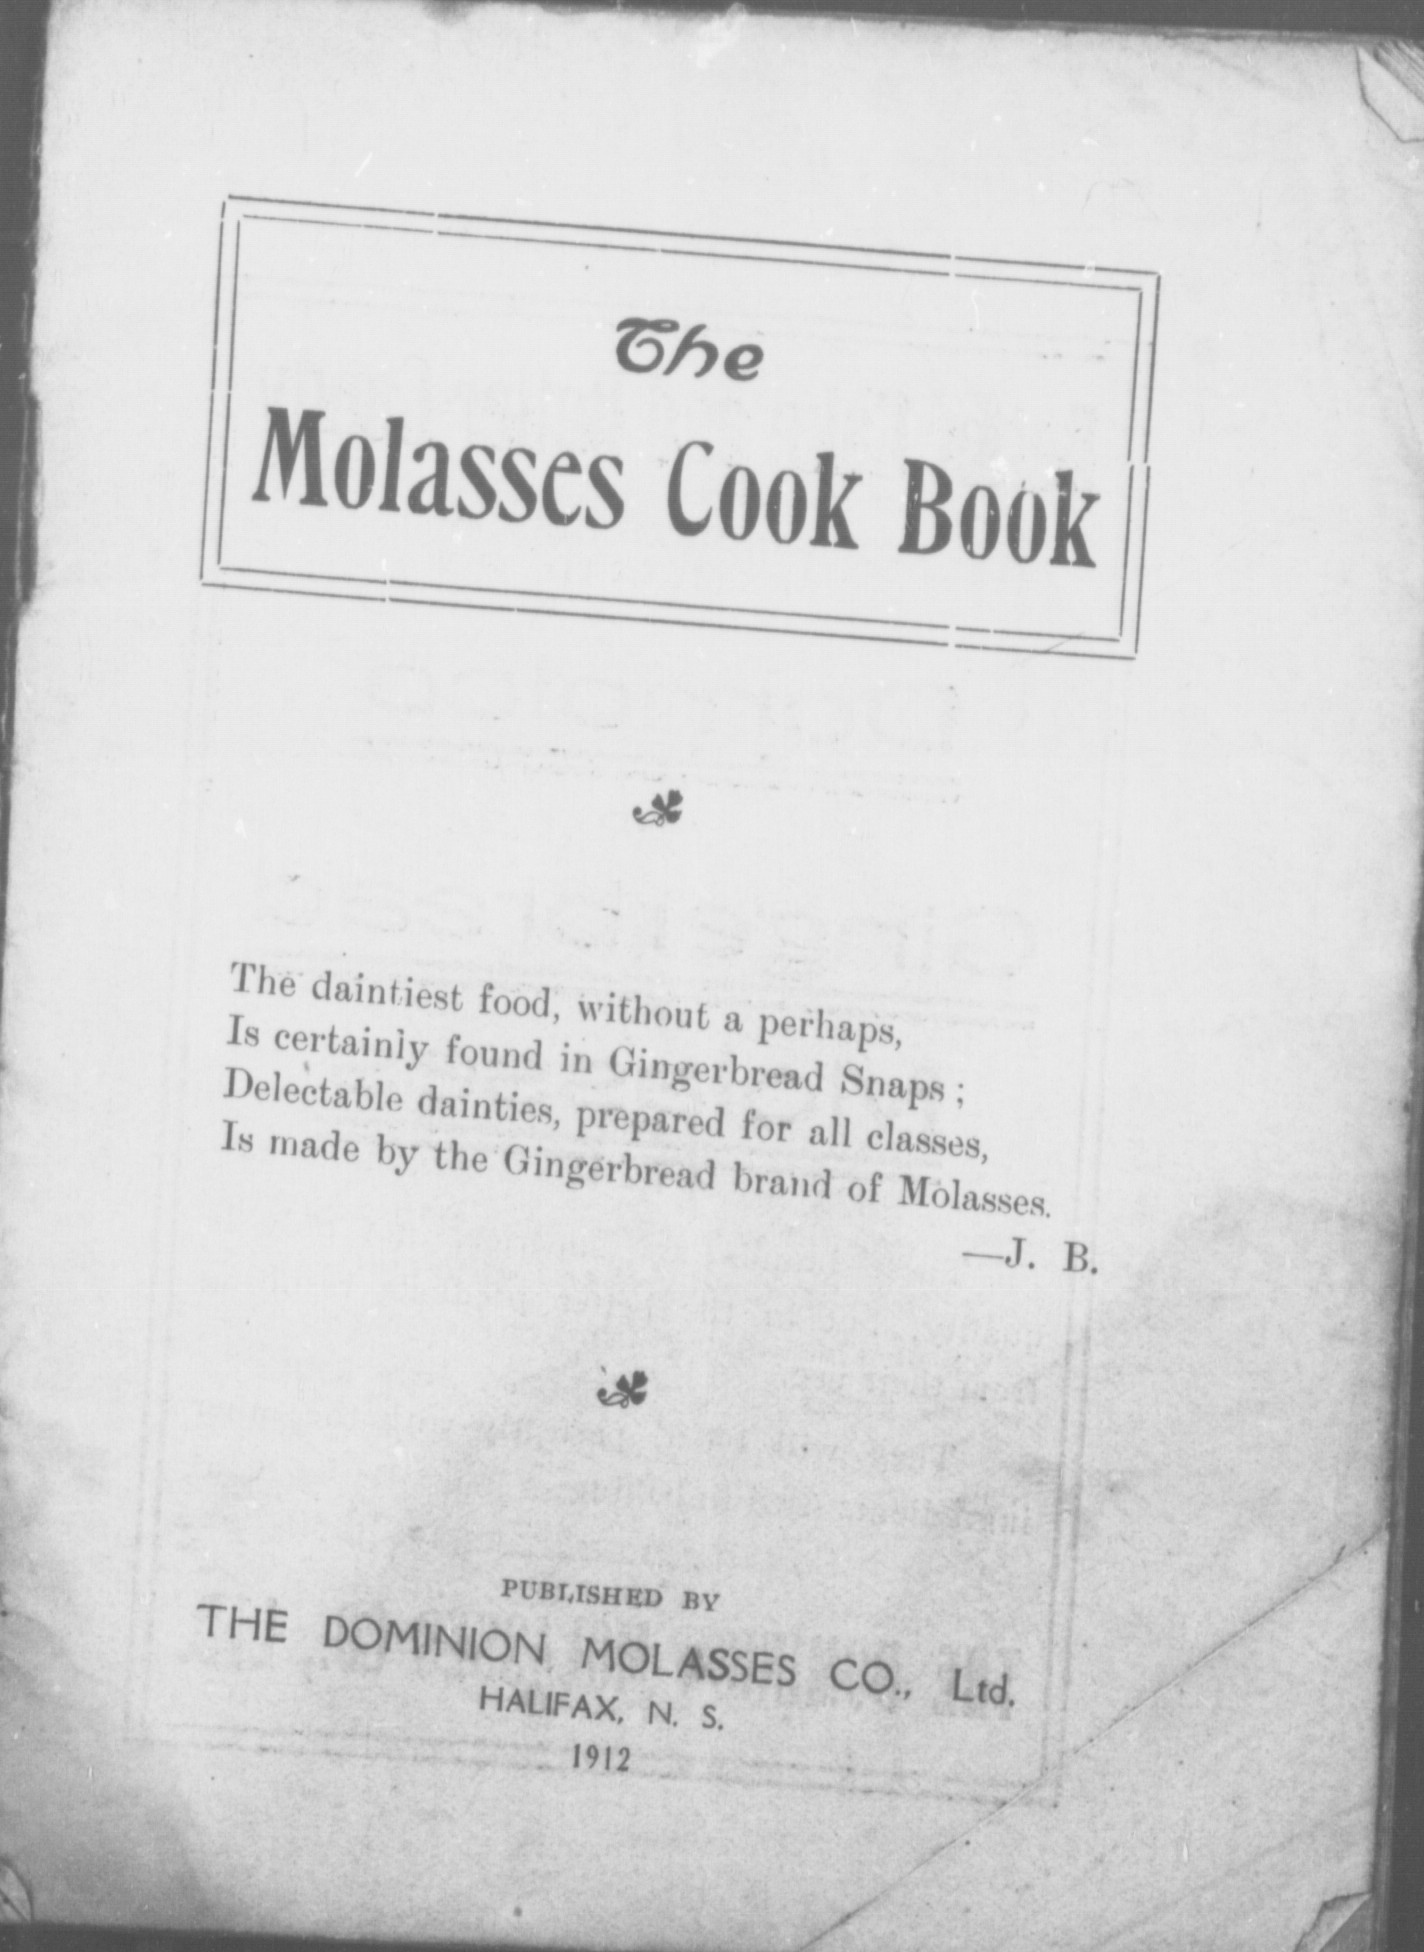 The
Molasses Cook Book
The daintiest food, without a perhaps,
Is certainly found in Gingerbread Snaps ;
Delectable dainties, prepared for all classes,
Is made by the Gingerbread brand of Molasses.
—J. B.
PUBLISHED BY
THE DOMINION MOLASSES CO., Ltd.
HALIFAX, N. S.
1912